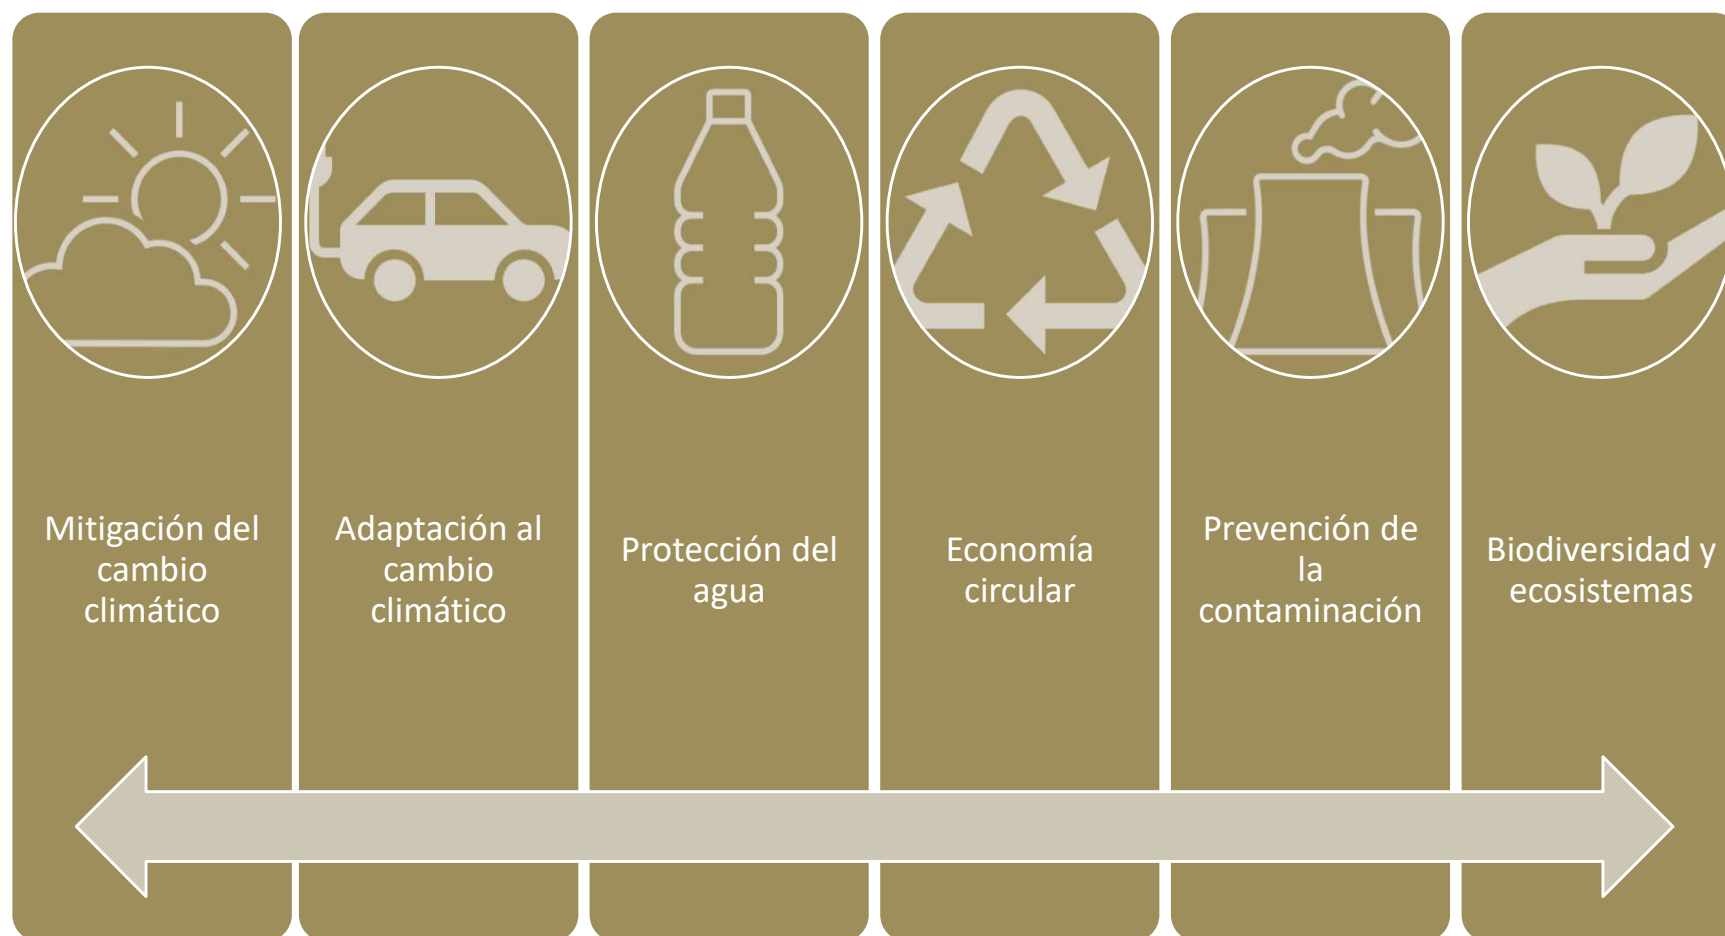 Mitigación del
cambio
climático
Adaptación al
cambio
climático
Protección del
agua
Economía
circular
Prevención de
la
contaminación
Biodiversidad y
ecosistemas